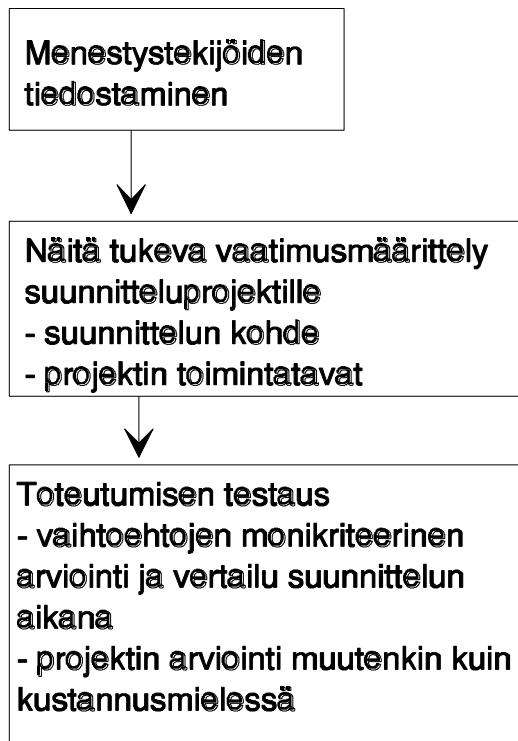 Menestystekijöiden
tiedostaminen
Näitä tukeva vaatimusmäärittely
suunnitteluprojektille
- suunnittelun kohde
- projektin toimintatavat
Toteutumisen testaus
- vaihtoehtojen monikriteerinen
arviointi ja vertailu suunnittelun
aikana
- projektin arviointi muutenkin kuin
kustannusmielessä